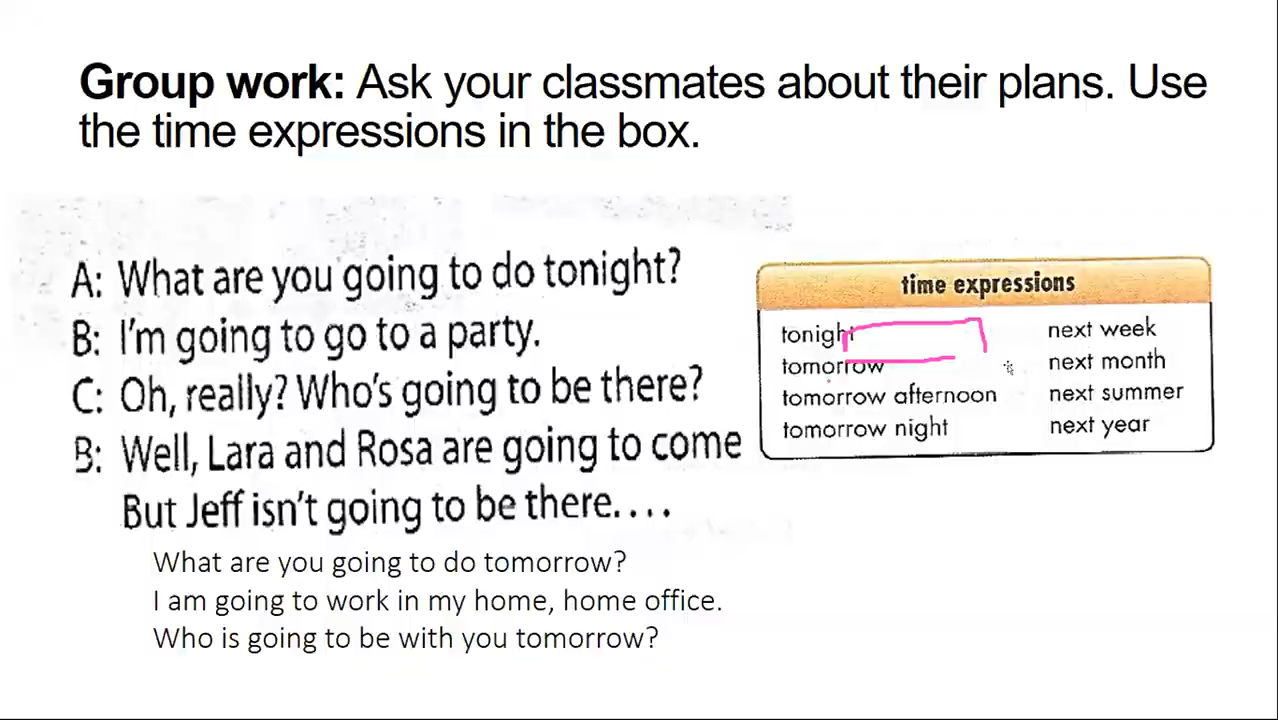 Group work: Ask your classmates about their plans. Use
the time expressions in the box.
A: What are you going to do tonight?
B: I'm going to go to a party.
C: Oh, really? Who's going to be there?
B: Well, Lara and Rosa are going to come
But Jeff isn't going to be there....
What are you going to do tomorrow?
I am going to work in my home, home office.
Who is going to be with you tomorrow?
time expressions
tonight
tomorrow
tomorrow afternoon
tomorrow night
next week
next month
next summer
next year